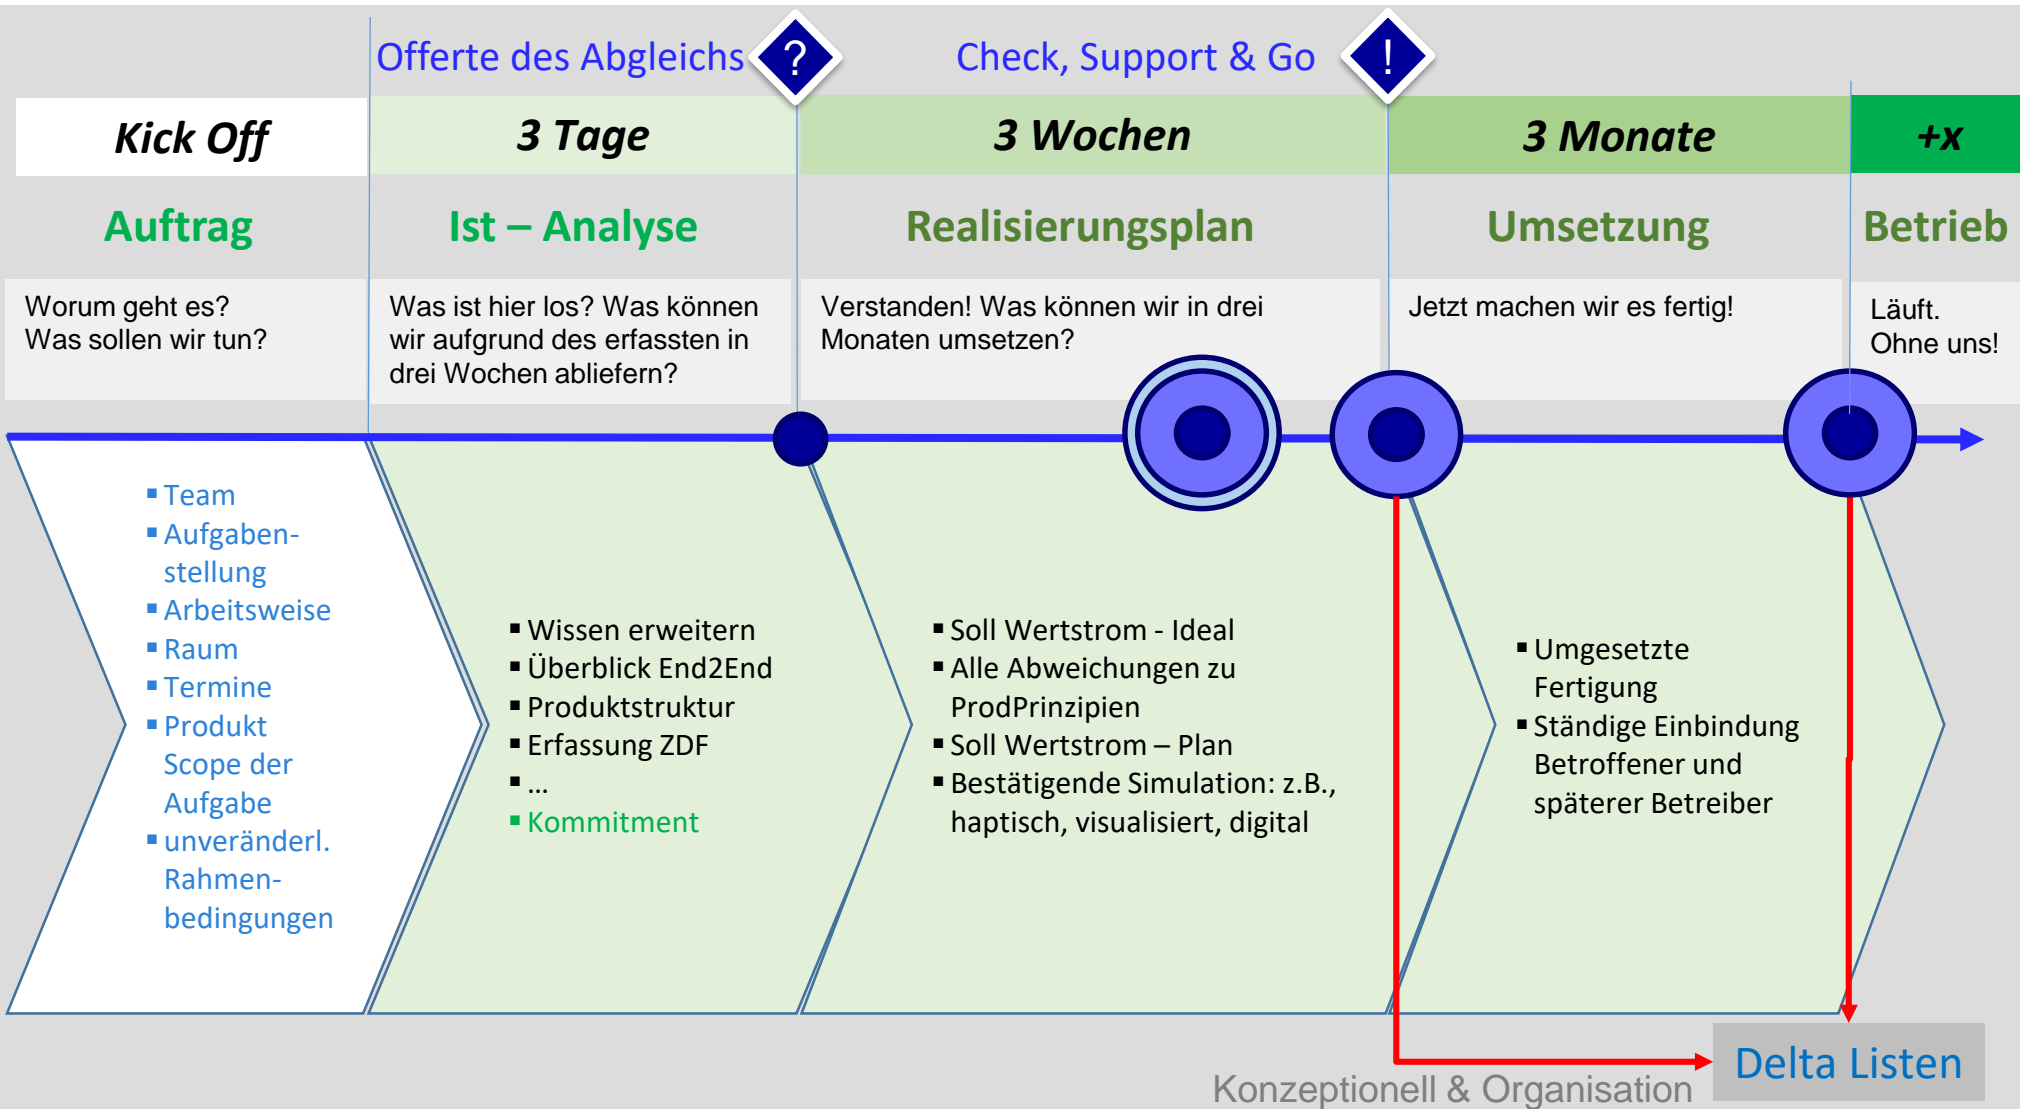 Offerte des Abgleichs
?
Check, Support & Go
!
Kick Off
3 Tage
3 Wochen
3 Monate
+x
Auftrag
Ist – Analyse
Realisierungsplan
Umsetzung
Betrieb
Worum geht es?
Was sollen wir tun?
Was ist hier los? Was können
wir aufgrund des erfassten in
drei Wochen abliefern?
Verstanden! Was können wir in drei
Monaten umsetzen?
Jetzt machen wir es fertig!
Läuft.
Ohne uns!
▪ Team
▪ Aufgaben-
stellung
▪ Arbeitsweise
▪ Raum
▪ Termine
▪ Produkt
Scope der
Aufgabe
▪ unveränderl.
Rahmen-
bedingungen
▪ Wissen erweitern
▪ Überblick End2End
▪ Produktstruktur
▪ Erfassung ZDF
▪ ...
▪ Kommitment
▪ Soll Wertstrom - Ideal
▪ Alle Abweichungen zu
ProdPrinzipien
▪ Soll Wertstrom – Plan
▪ Bestätigende Simulation: z.B.,
haptisch, visualisiert, digital
▪ Umgesetzte
Fertigung
▪ Ständige Einbindung
Betroffener und
späterer Betreiber
Delta Listen
Konzeptionell & Organisation